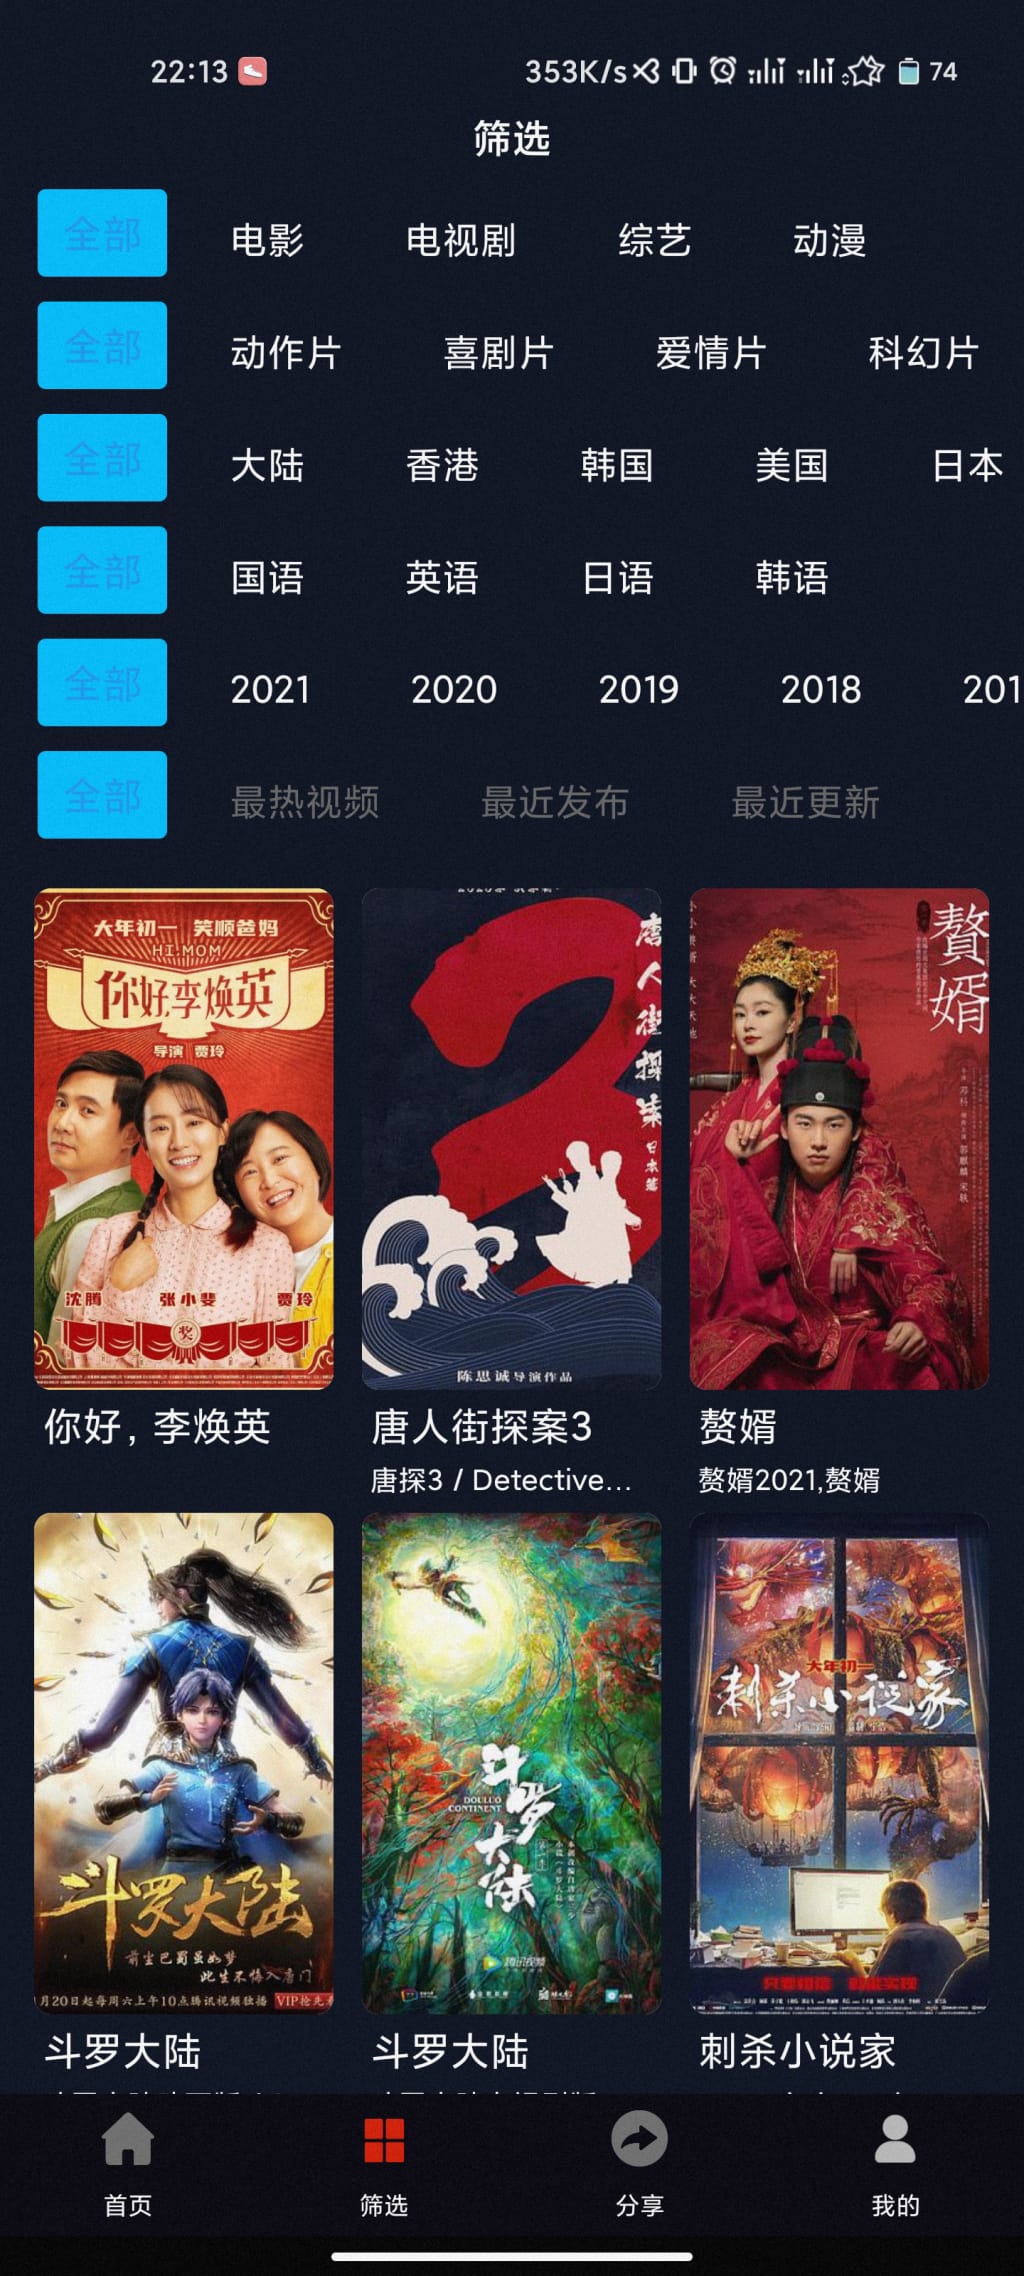 22:13 353K/s 74
筛选
全部 电影 电视剧 综艺 动漫
全部 动作片 喜剧片 爱情片 科幻片
全部 大陆 香港 韩国 美国 日本
全部 国语 英语 日语 韩语
全部 2021 2020 2019 2018 201
全部 最热视频 最近发布 最近更新
大年初一 笑顺爸妈
HI,MOM
你好,李焕英
导演 贾玲
沈腾 张小斐 贾玲
奖
唐人街探案
日本篇
陈思诚导演作品
赘婿
你好, 李焕英
唐人街探案3
赘婿
唐探3 / Detective...
赘婿2021,赘婿
斗罗大陆
前尘巴蜀虽如梦
此生不悔入唐门
月20日起每周六上午10点腾讯视频独播 VIP抢先看
斗罗大陆
DOULUO
CONTINENT
腾讯视频
大年初一
刺杀小说家
斗罗大陆
斗罗大陆
刺杀小说家
首页 筛选 分享 我的